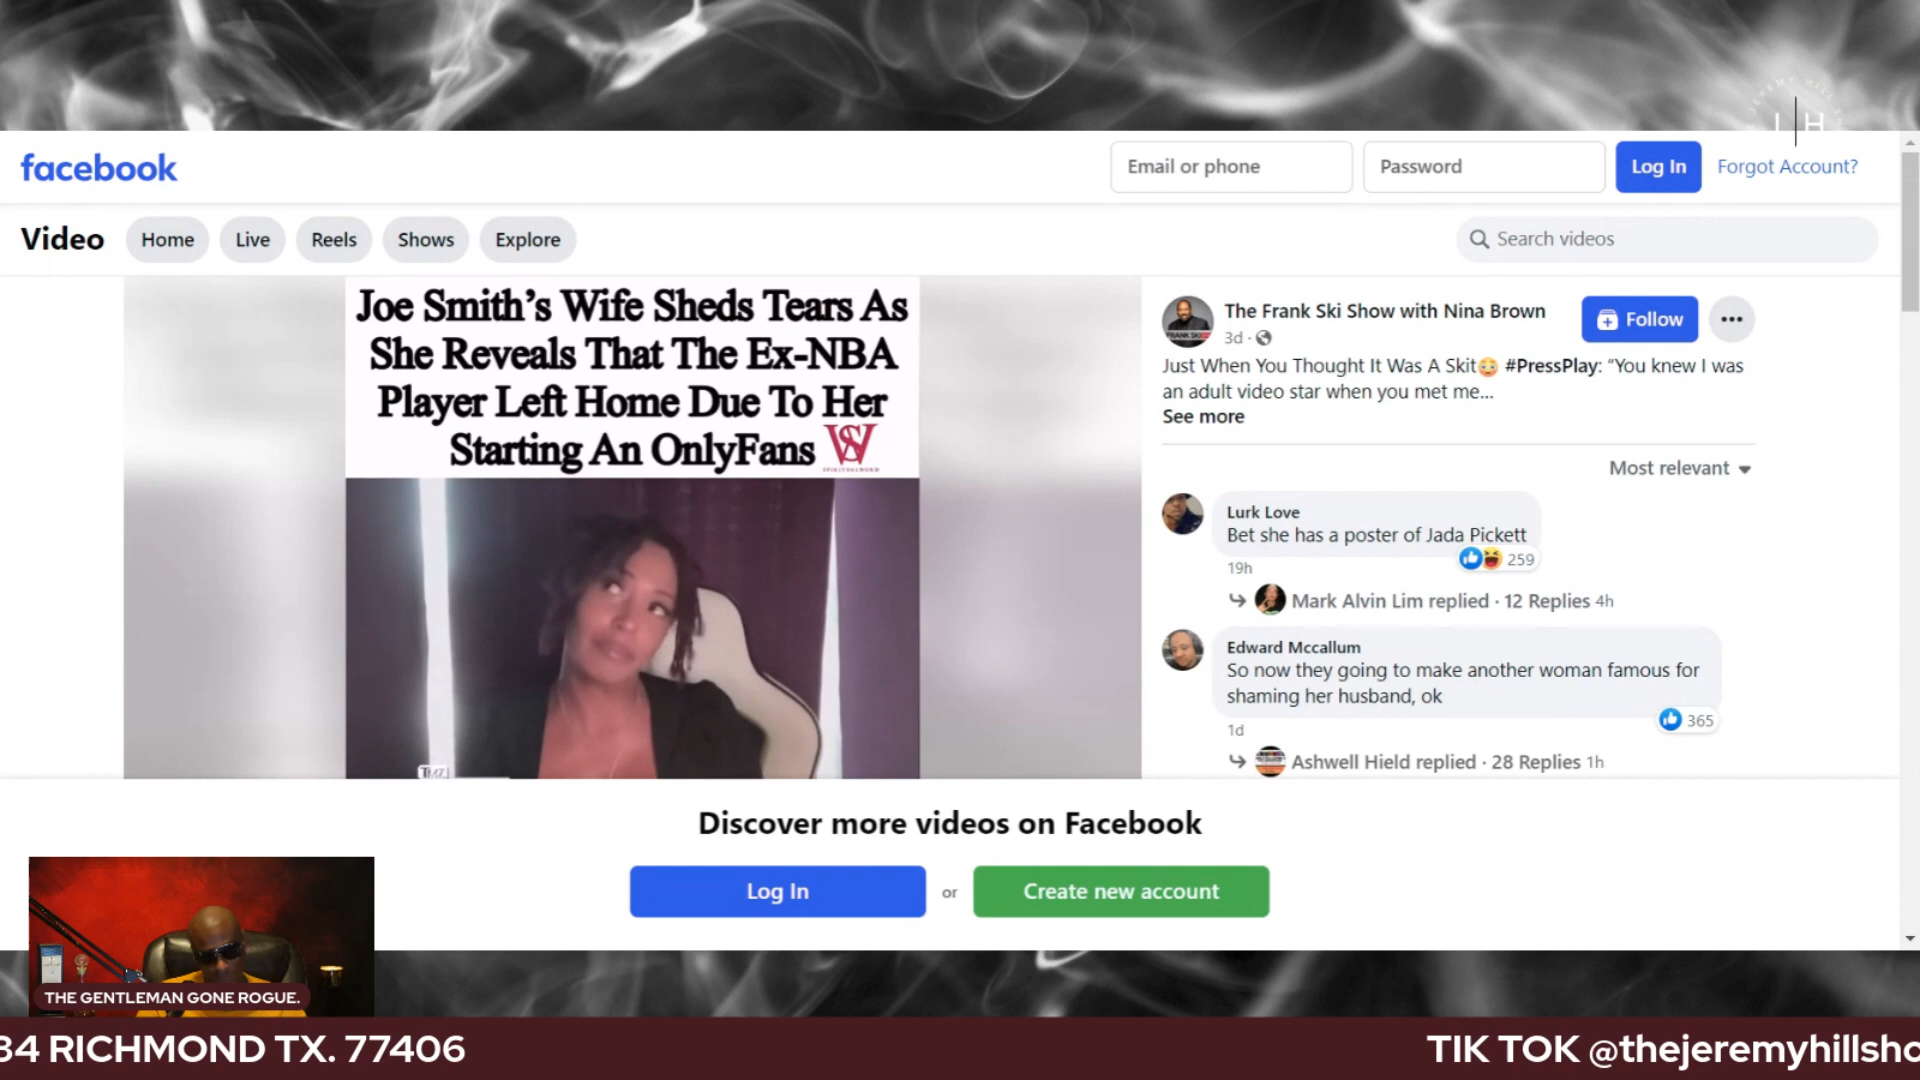 J H
facebook
Email or phone
Password
Log In
Forgot Account?
Video
Home
Live
Reels
Shows
Explore
Search videos
Joe Smith's Wife Sheds Tears As
She Reveals That The Ex-NBA
Player Left Home Due To Her
Starting An OnlyFans
SPIRITUALWORD
TMZ
The Frank Ski Show with Nina Brown
Follow
3d
Just When You Thought It Was A Skit😳 #PressPlay: “You knew I was
an adult video star when you met me...
See more
Most relevant
Lurk Love
Bet she has a poster of Jada Pickett
259
19h
Mark Alvin Lim replied · 12 Replies 4h
Edward Mccallum
So now they going to make another woman famous for
shaming her husband, ok
365
1d
Ashwell Hield replied · 28 Replies 1h
Discover more videos on Facebook
Log In
or
Create new account
THE GENTLEMAN GONE ROGUE.
34 RICHMOND TX. 77406
TIK TOK @thejeremyhillsho